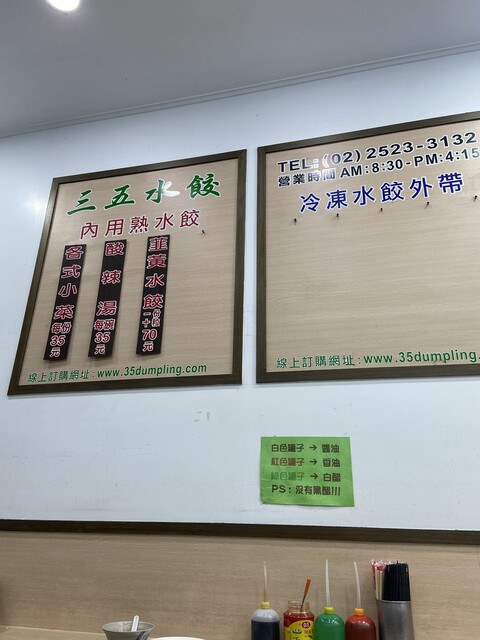 三五水餃
內用熟水餃
韮黃水餃一份十粒70元
酸辣湯每碗35元
各式小菜每份35元
線上訂購網址：www.35dumpling.com
TEL:(02)2523-3132
營業時間AM:8:30-PM:4:15
冷凍水餃外帶
線上訂購網址：www.35dumpling.
白色罐子→醬油
紅色罐子→香油
綠色罐子→白醋
PS：沒有黑醋!!!